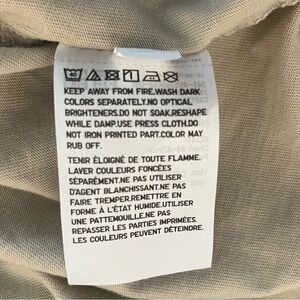 KEEP AWAY FROM FIRE.WASH DARK
COLORS SEPARATELY.NO OPTICAL
BRIGHTENERS.DO NOT SOAK.RESHAPE
WHILE DAMP.USE PRESS CLOTH.DO
NOT IRON PRINTED PART.COLOR MAY
RUB OFF.
TENIR ÉLOIGNÉ DE TOUTE FLAMME.
LAVER COULEURS FONCÉES
SÉPARÉMENT.NE PAS UTILISER
D'AGENT BLANCHISSANT.NE PAS
FAIRE TREMPER.REMETTRE EN
FORME À L'ÉTAT HUMIDE.UTILISER
UNE PATTEMOUILLE.NE PAS
REPASSER LES PARTIES IMPRIMÉES.
LES COULEURS PEUVENT DÉTEINDRE.